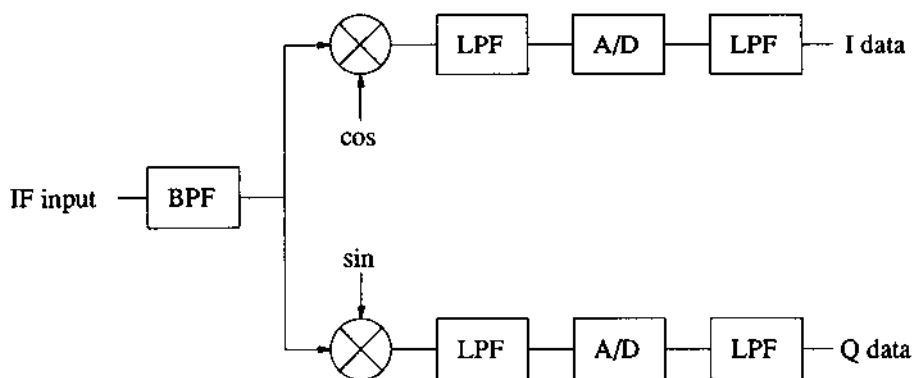 LPF A/D LPF I data
cos
IF input BPF
sin
LPF A/D LPF Q data